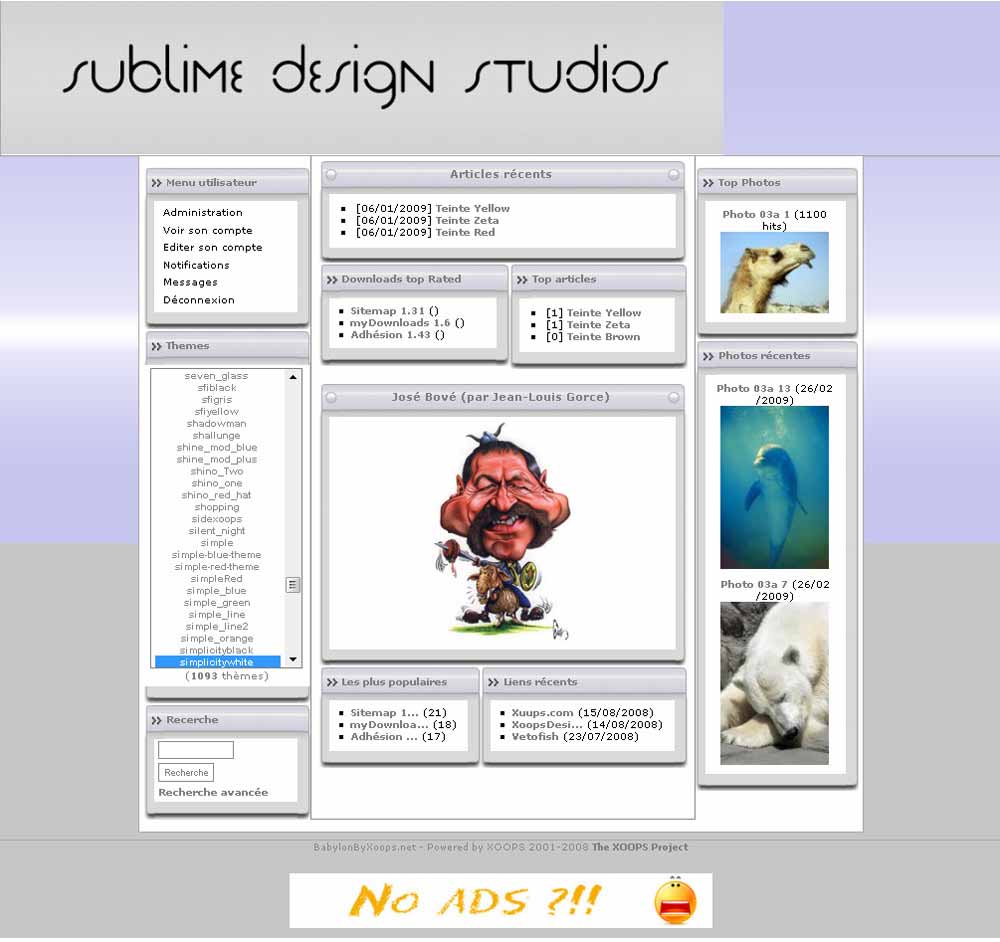 SUBLIME DESIGN STUDIOS
Menu utilisateur
Administration
Voir son compte
Editer son compte
Notifications
Messages
Déconnexion
Themes
seven_glass
sfiblack
sfigris
sfiyellow
shadowman
shallunge
shine_mod_blue
shine_mod_plus
shino_Two
shino_one
shino_red_hat
shopping
sidexoops
silent_night
simple
simple-blue-theme
simple-red-theme
simpleRed
simple_blue
simple_green
simple_line
simple_line2
simple_orange
simplicityblack
simplicitywhite
(1093 thèmes)
Recerche
Recherche
Recherche avancée
Articles récents
[06/01/2009] Teinte Yellow
[06/01/2009] Teinte Zeta
[06/01/2009] Teinte Red
Downloads top Rated
Sitemap 1.31 ()
myDownloads 1.6 ()
Adhésion 1.43 ()
Top articles
[1] Teinte Yellow
[1] Teinte Zeta
[0] Teinte Brown
José Bové (par Jean-Louis Gorce)
Les plus populaires
Sitemap 1... (21)
myDownloa... (18)
Adhésion ... (17)
Liens récents
Xuups.com (15/08/2008)
XoopsDesi... (14/08/2008)
Vetofish (23/07/2008)
Top Photos
Photo 03a 1 (1100
hits)
Photos récentes
Photo 03a 13 (26/02
/2009)
Photo 03a 7 (26/02
/2009)
BabylonByXoops.net - Powered by XOOPS 2001-2008 The XOOPS Project
No ADS ?!!